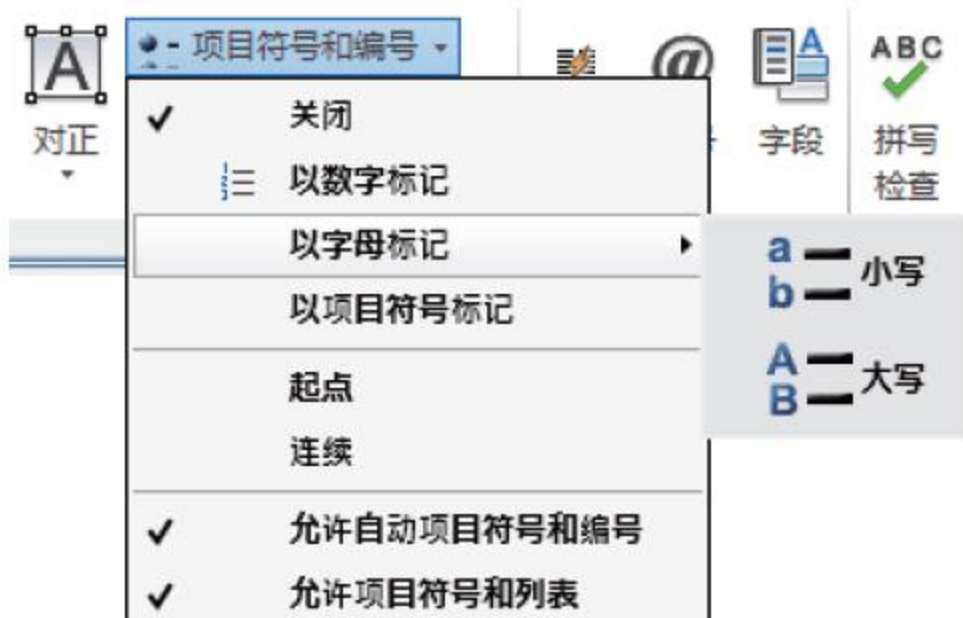 A
对正
项目符号和编号
@
A
字段
ABC
拼写
检查
关闭
以数字标记
以字母标记
以项目符号标记
起点
连续
允许自动项目符号和编号
允许项目符号和列表
a
b
小写
A
B
大写